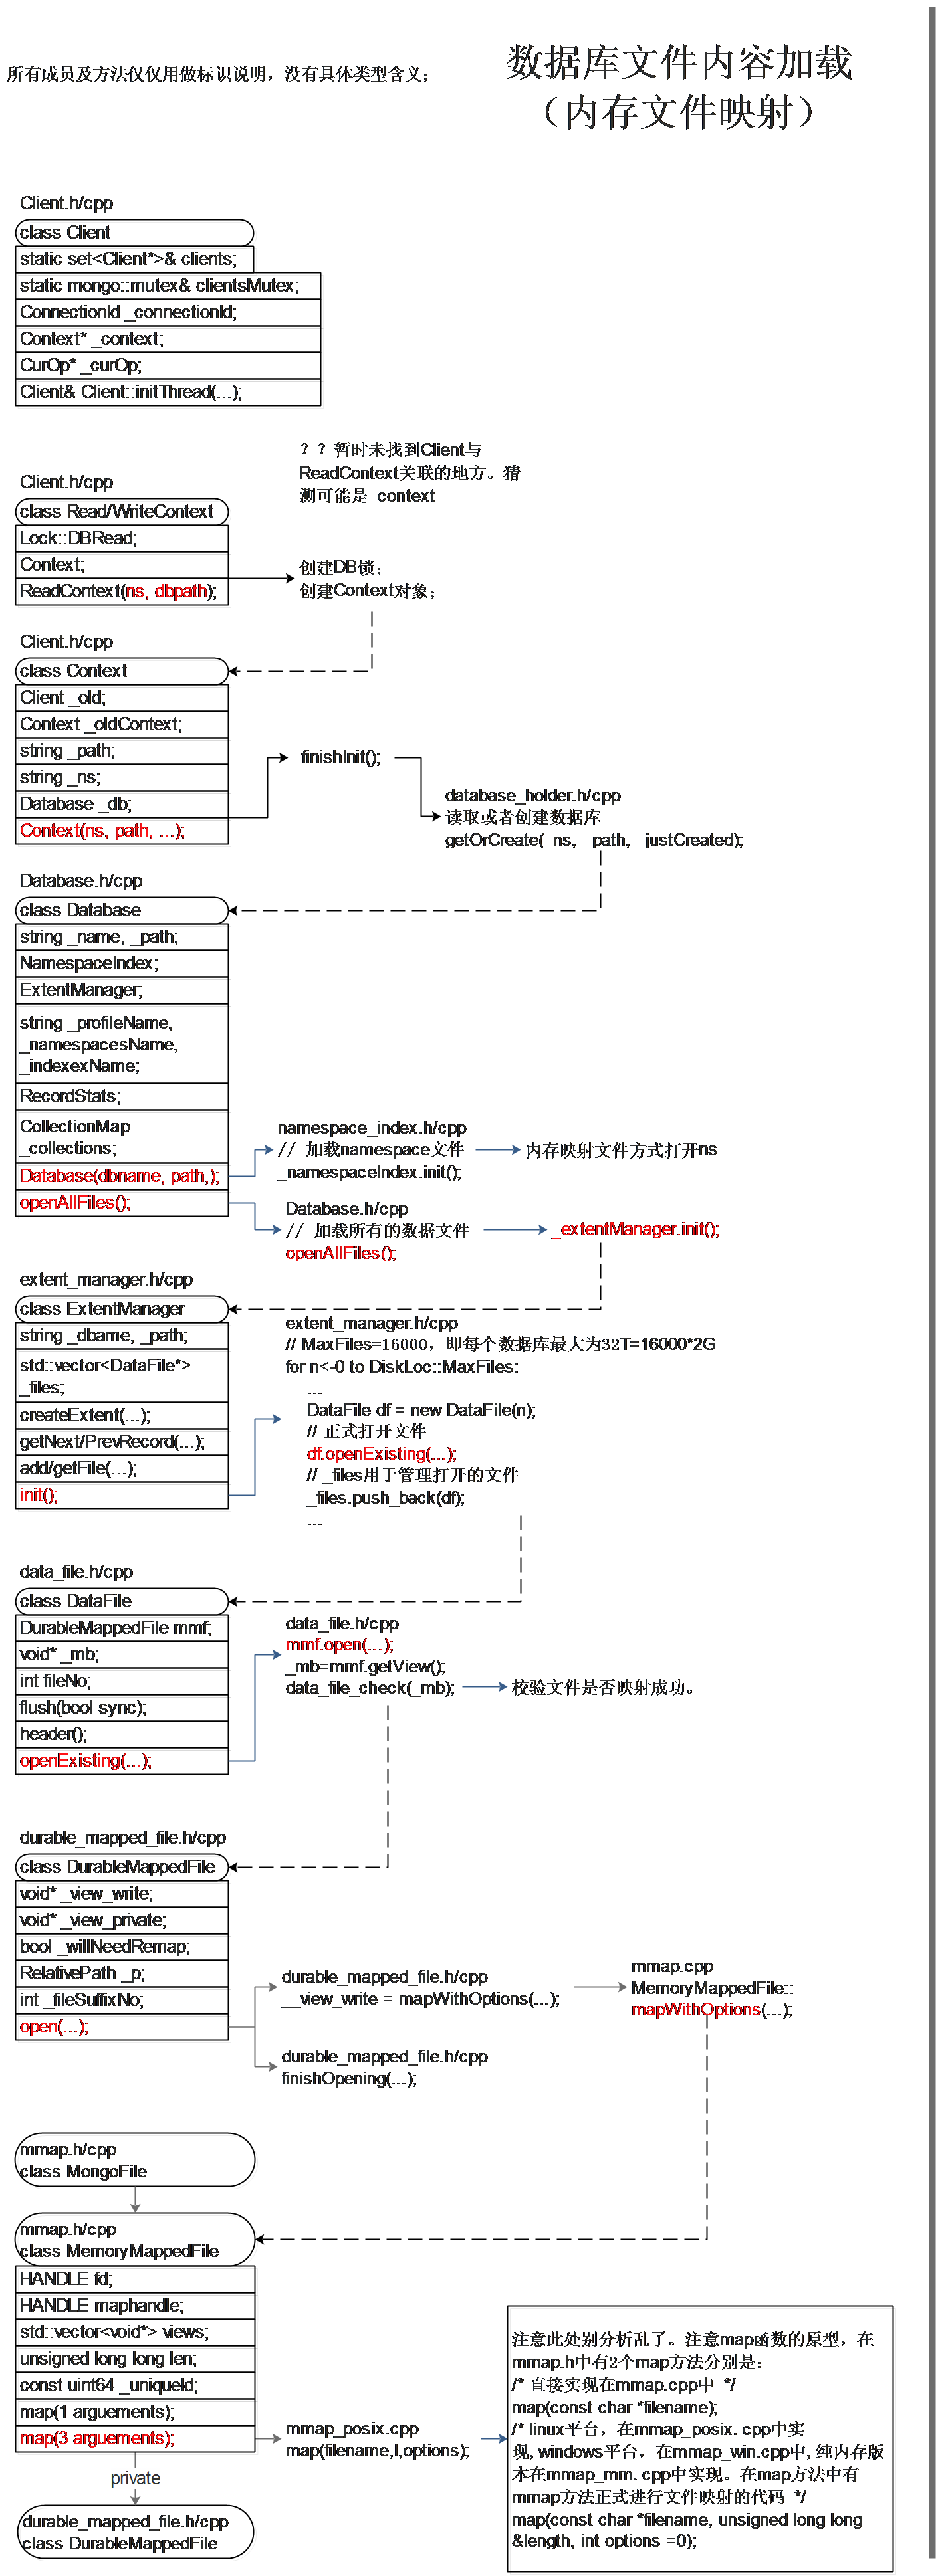 所有成员及方法仅仅用做标识说明，没有具体类型含义；
数据库文件内容加载
（内存文件映射）
Client.h/cpp
class Client
static set<Client*>& clients;
static mongo::mutex& clientsMutex;
ConnectionId _connectionId;
Context* _context;
CurOp* _curOp;
Client& Client::initThread(...);
？？暂时未找到Client与
ReadContext关联的地方。猜
测可能是_context
Client.h/cpp
class Read/WriteContext
Lock::DBRead;
Context;
ReadContext(ns, dbpath);
创建DB锁；
创建Context对象；
Client.h/cpp
class Context
Client _old;
Context _oldContext;
string _path;
string _ns;
Database _db;
Context(ns, path, ...);
_finishInit();
database_holder.h/cpp
读取或者创建数据库
getOrCreate( ns, path, justCreated);
Database.h/cpp
class Database
string _name, _path;
NamespaceIndex;
ExtentManager;
string _profileName,
_namespacesName,
_indexexName;
RecordStats;
CollectionMap
_collections;
Database(dbname, path,);
openAllFiles();
namespace_index.h/cpp
// 加载namespace文件
_namespaceIndex.init();
内存映射文件方式打开ns
Database.h/cpp
// 加载所有的数据文件
openAllFiles();
_extentManager.init();
extent_manager.h/cpp
class ExtentManager
string _dbame, _path;
std::vector<DataFile*>
_files;
createExtent(...);
getNext/PrevRecord(...);
add/getFile(...);
init();
extent_manager.h/cpp
// MaxFiles=16000，即每个数据库最大为32T=16000*2G
for n<-0 to DiskLoc::MaxFiles:
...
DataFile df = new DataFile(n);
// 正式打开文件
df.openExisting(...);
// _files用于管理打开的文件
_files.push_back(df);
...
data_file.h/cpp
class DataFile
DurableMappedFile mmf;
void* _mb;
int fileNo;
flush(bool sync);
header();
openExisting(...);
data_file.h/cpp
mmf.open(...);
_mb=mmf.getView();
data_file_check(_mb);
校验文件是否映射成功。
durable_mapped_file.h/cpp
class DurableMappedFile
void* _view_write;
void* _view_private;
bool _willNeedRemap;
RelativePath _p;
int _fileSuffixNo;
open(...);
durable_mapped_file.h/cpp
__view_write = mapWithOptions(...);
mmap.cpp
MemoryMappedFile::
mapWithOptions(...);
durable_mapped_file.h/cpp
finishOpening(...);
mmap.h/cpp
class MongoFile
mmap.h/cpp
class MemoryMappedFile
HANDLE fd;
HANDLE maphandle;
std::vector<void*> views;
unsigned long long len;
const uint64 _uniqueId;
map(1 arguements);
map(3 arguements);
mmap_posix.cpp
map(filename,l,options);
注意此处别分析乱了。注意map函数的原型，在
mmap.h中有2个map方法分别是：
/* 直接实现在mmap.cpp中 */
map(const char *filename);
/* linux平台，在mmap_posix. cpp中实
现, windows平台，在mmap_win.cpp中, 纯内存版
本在mmap_mm. cpp中实现。在map方法中有
mmap方法正式进行文件映射的代码 */
map(const char *filename, unsigned long long
&length, int options =0);
private
durable_mapped_file.h/cpp
class DurableMappedFile